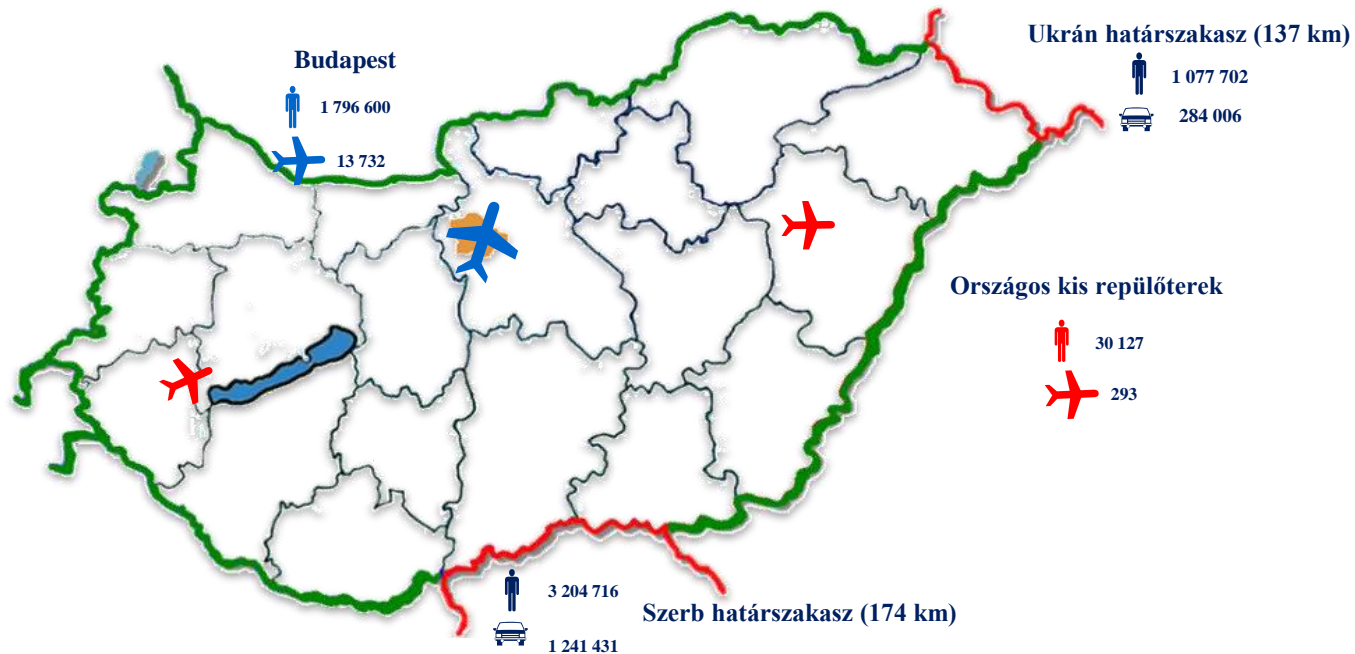 Budapest
1 796 600
13 732
Ukrán határszakasz (137 km)
1 077 702
284 006
Országos kis repülőterek
30 127
293
3 204 716
Szerb határszakasz (174 km)
1 241 431